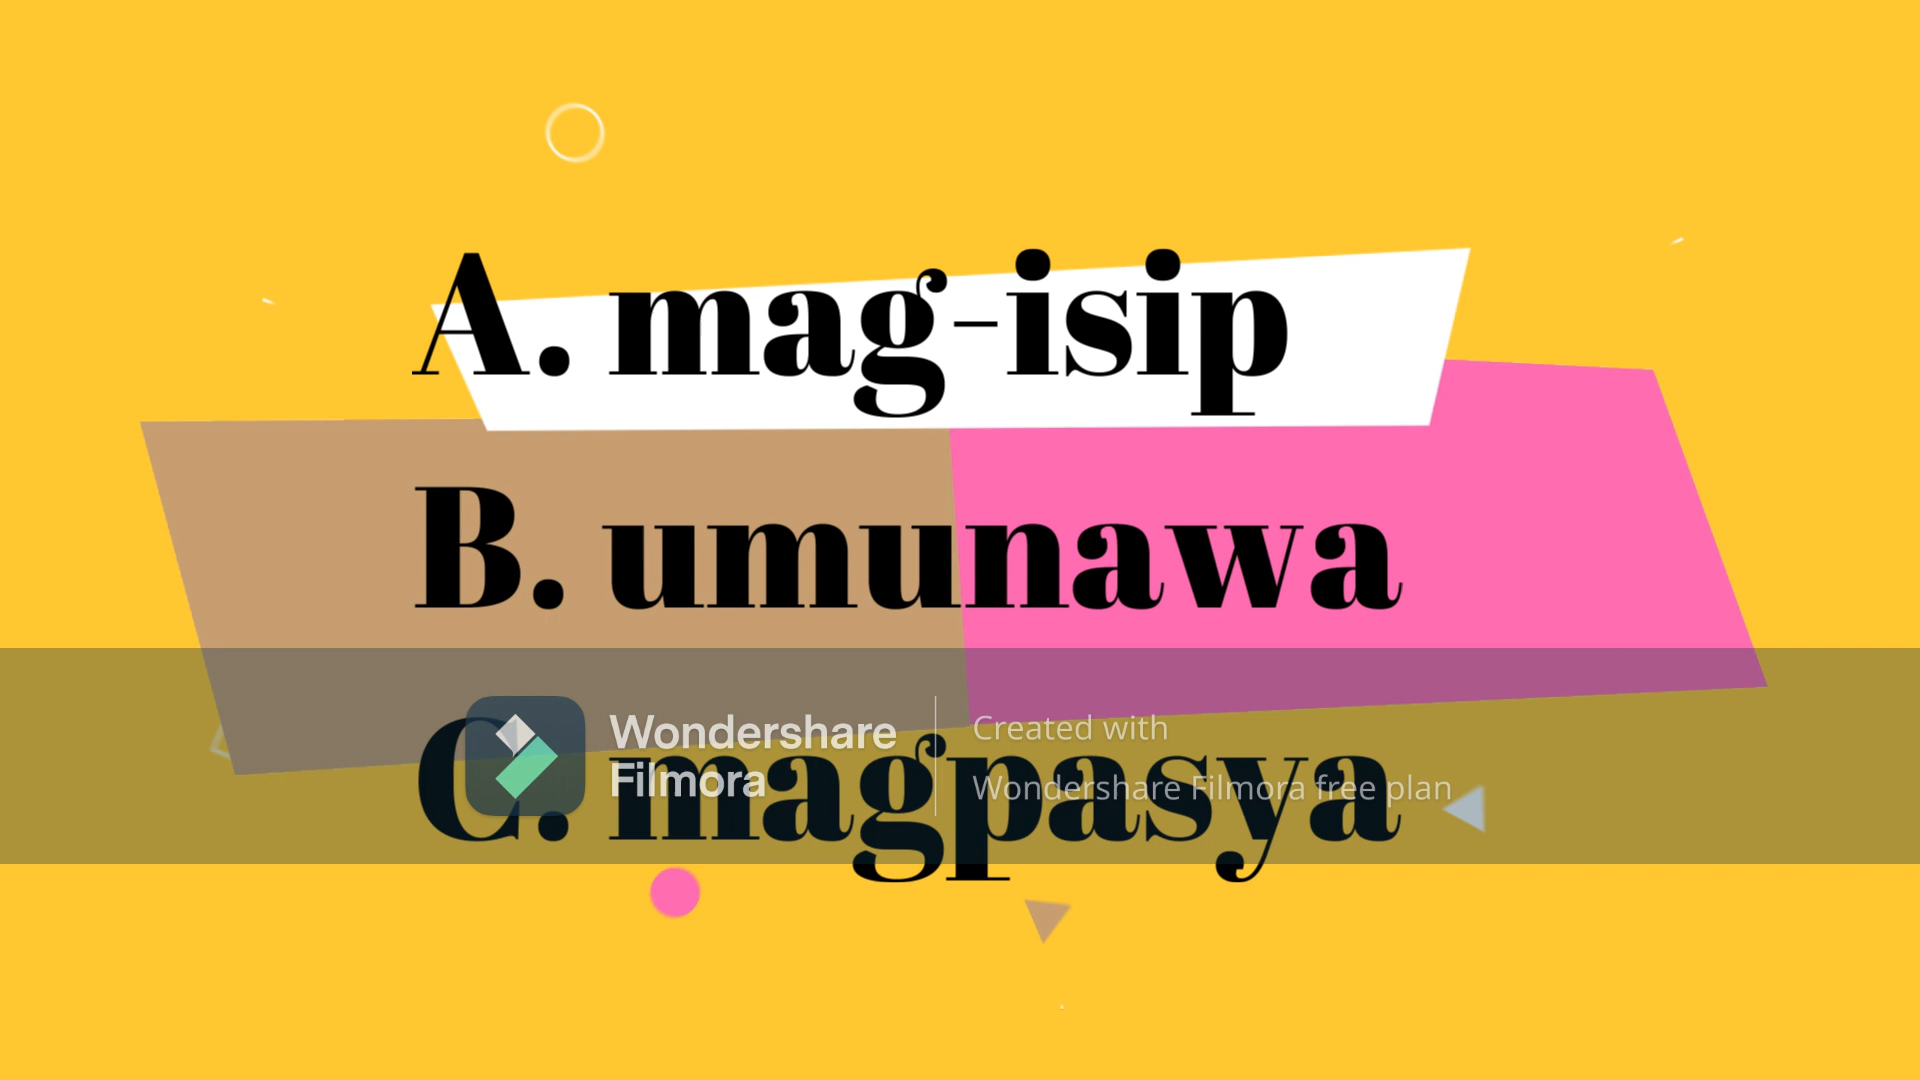 A. mag-isip
B. umunawa
Wondershare
Filmora
Created with
Wondershare Filmora free plan
C. magpasya